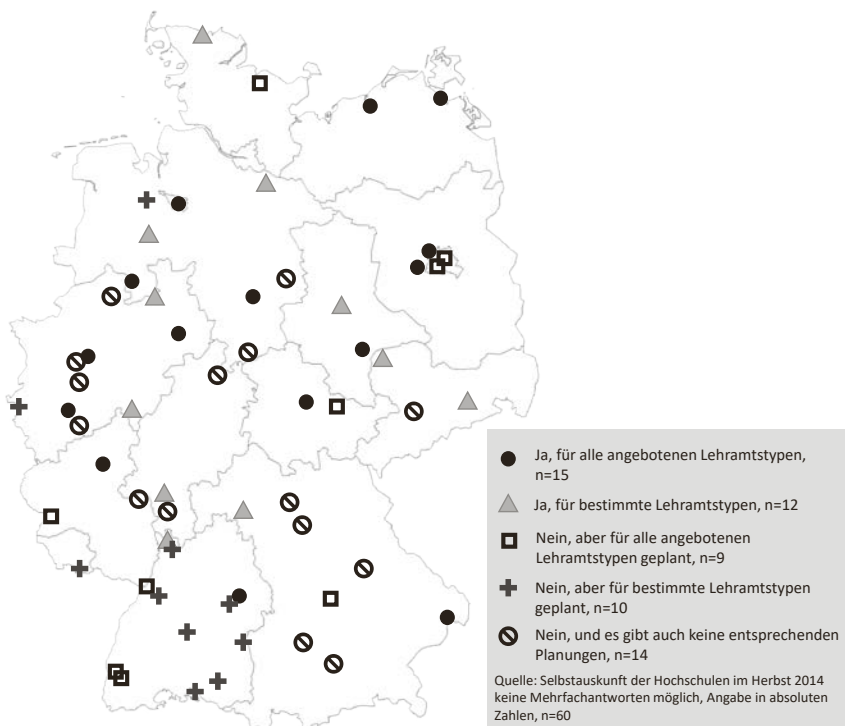 Ja, für alle angebotenen Lehramtstypen,
n=15
Ja, für bestimmte Lehramtstypen, n=12
Nein, aber für alle angebotenen
Lehramtstypen geplant, n=9
Nein, aber für bestimmte Lehramtstypen
geplant, n=10
Nein, und es gibt auch keine entsprechenden
Planungen, n=14
Quelle: Selbstauskunft der Hochschulen im Herbst 2014
keine Mehrfachantworten möglich, Angabe in absoluten
Zahlen, n=60